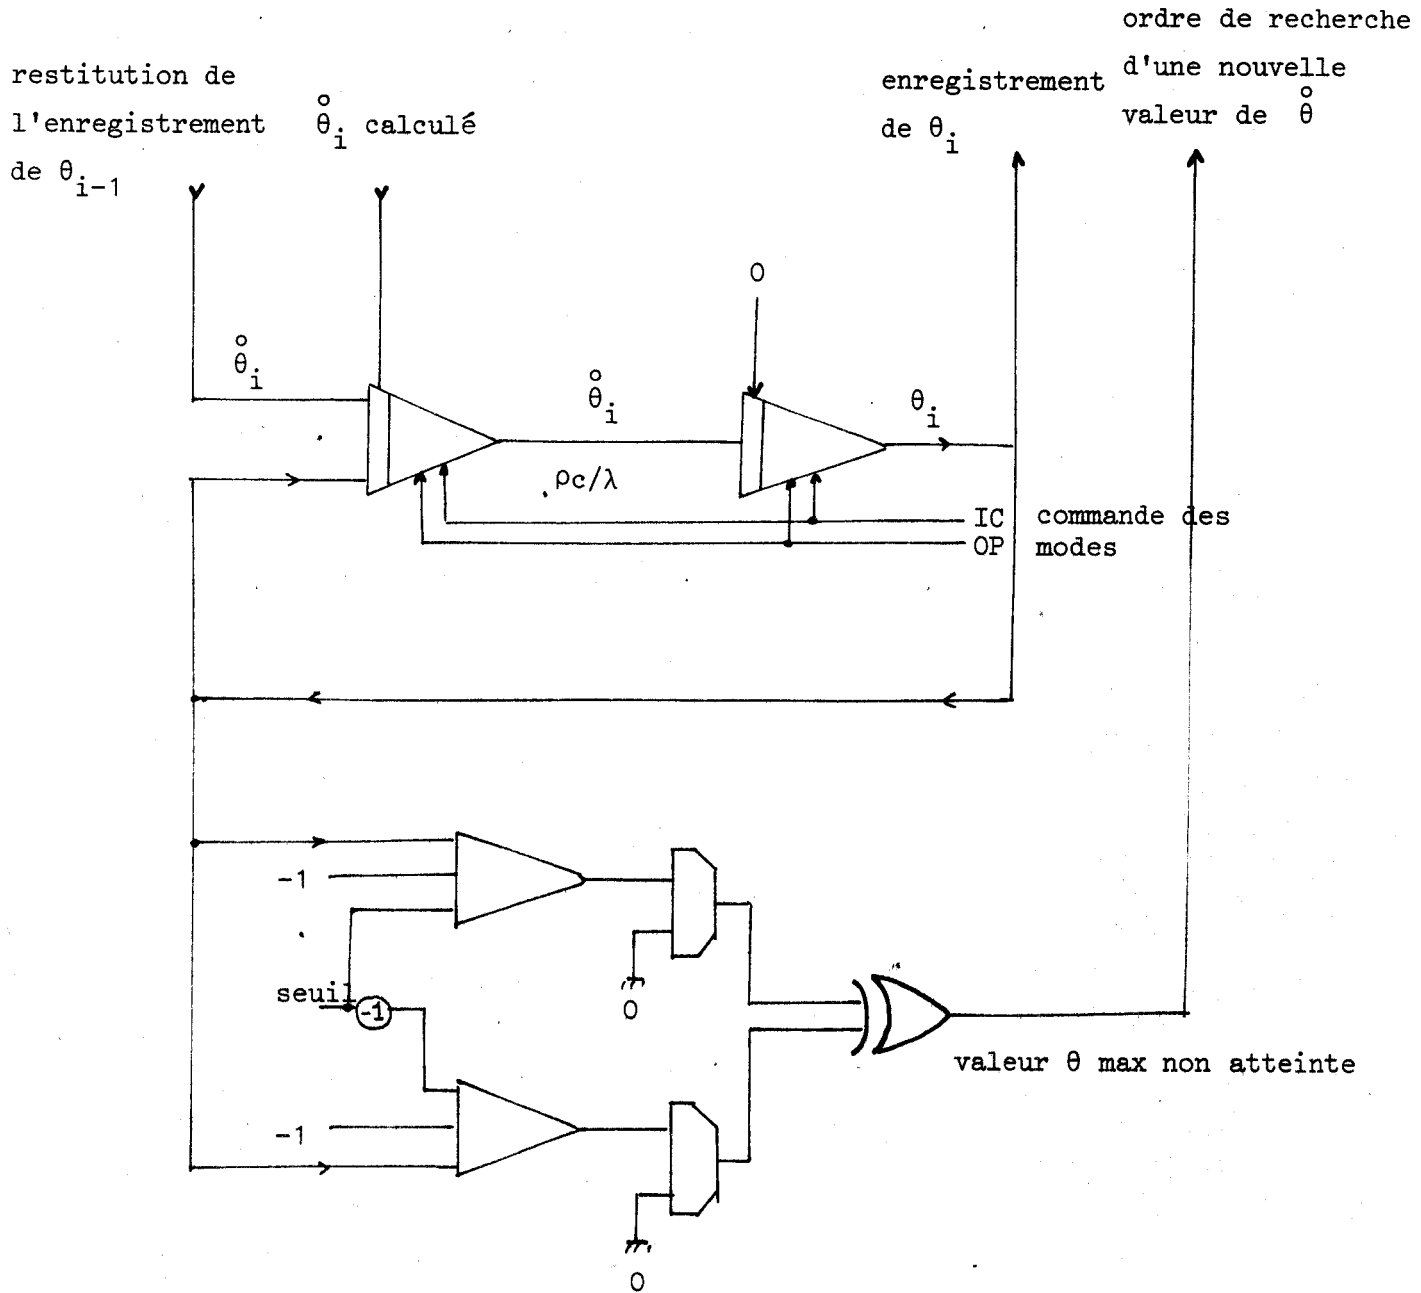 ordre de recherche
d'une nouvelle
valeur de θ̊
restitution de
l'enregistrement
de θi-1
θ̊i calculé
enregistrement
de θi
0
θ̊i
θ̊i
θi
ρc/λ
IC commande des
OP modes
-1
seuil
-1
0
valeur θ max non atteinte
-1
0